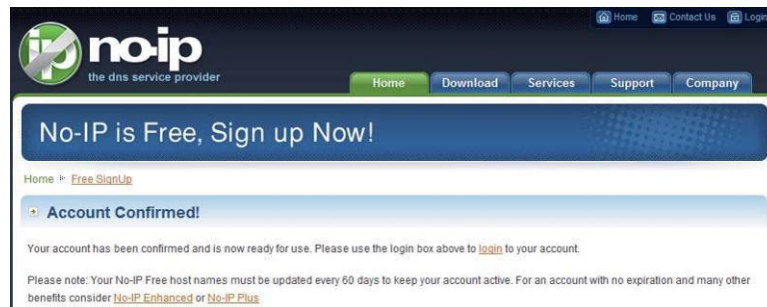 Home Contact Us Login
ip no-ip
the dns service provider
Home Download Services Support Company
No-IP is Free, Sign up Now!
Home Free SignUp
Account Confirmed!
Your account has been confirmed and is now ready for use. Please use the login box above to login to your account.
Please note: Your No-IP Free host names must be updated every 60 days to keep your account active. For an account with no expiration and many other
benefits consider No-IP Enhanced or No-IP Plus